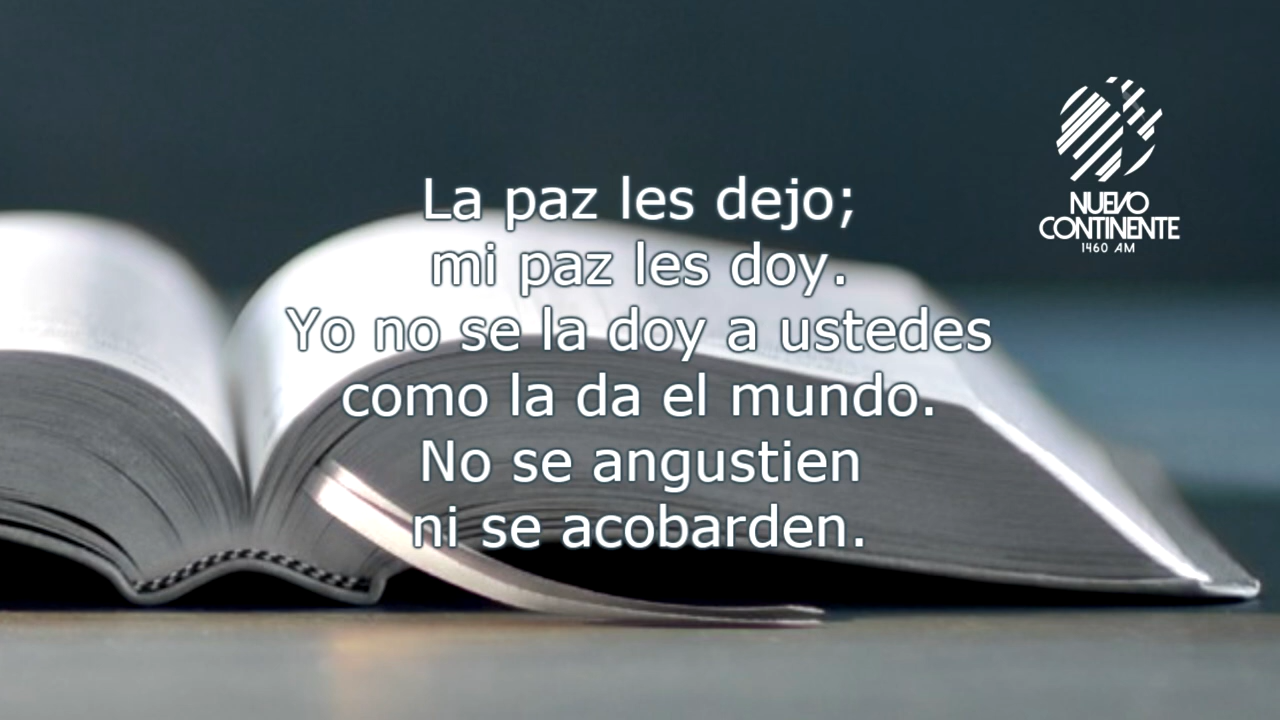 La paz les dejo;
mi paz les doy.
Yo no se la doy a ustedes
como la da el mundo.
No se angustien
ni se acobarden.
NUEVO
CONTINENTE
1460 AM